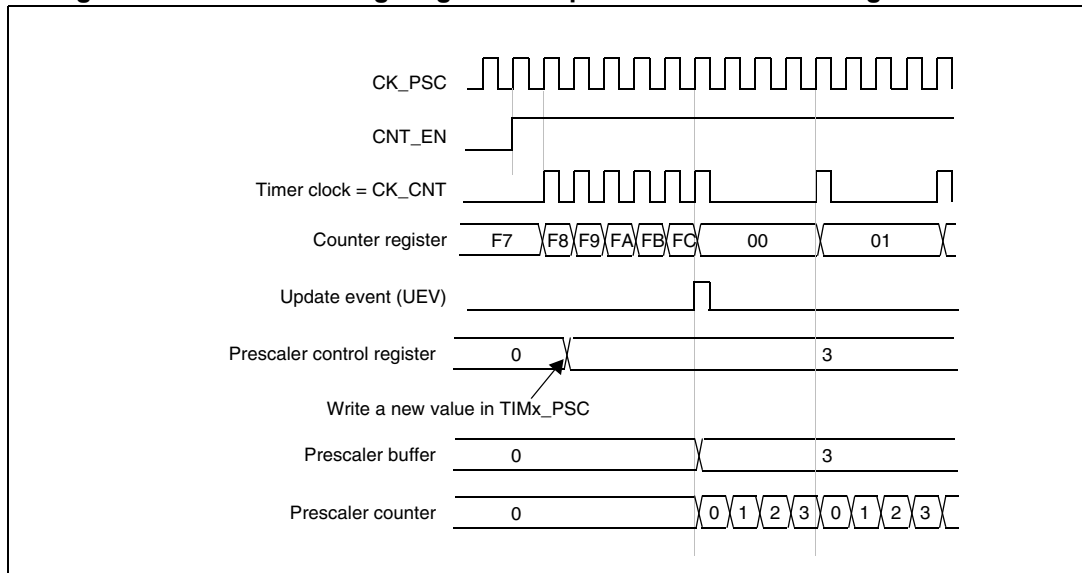 CK_PSC
CNT_EN
Timer clock = CK_CNT
Counter register F7 F8 F9 FA FB FC 00 01
Update event (UEV)
Prescaler control register 0 3
Write a new value in TIMx_PSC
Prescaler buffer 0 3
Prescaler counter 0 0 1 2 3 0 1 2 3